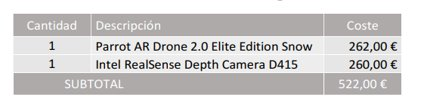 Cantidad Descripción Coste
1 Parrot AR Drone 2.0 Elite Edition Snow 262,00 €
1 Intel RealSense Depth Camera D415 260,00 €
SUBTOTAL 522,00 €